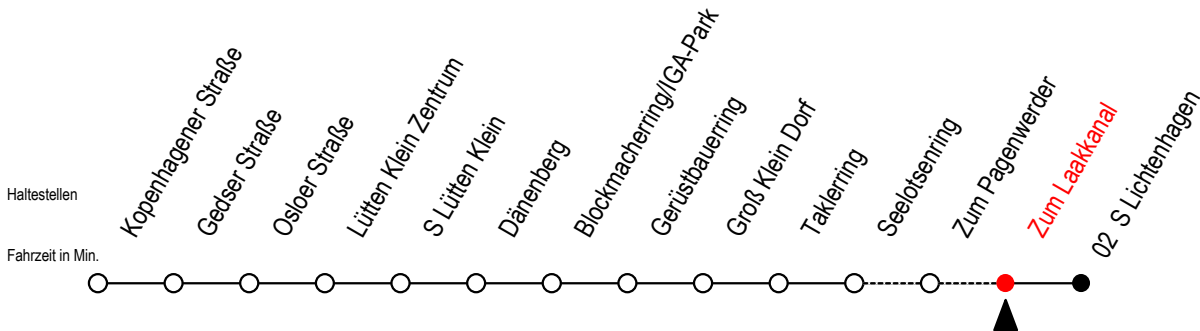 Kopenhagener Straße
Gedser Straße
Osloer Straße
Lütten Klein Zentrum
S Lütten Klein
Dänenberg
Blockmacherring/IGA-Park
Gerüstbauerring
Groß Klein Dorf
Taklerring
Seelotsenring
Zum Pagenwerder
Zum Laakkanal
02 S Lichtenhagen
Haltestellen
Fahrzeit in Min.